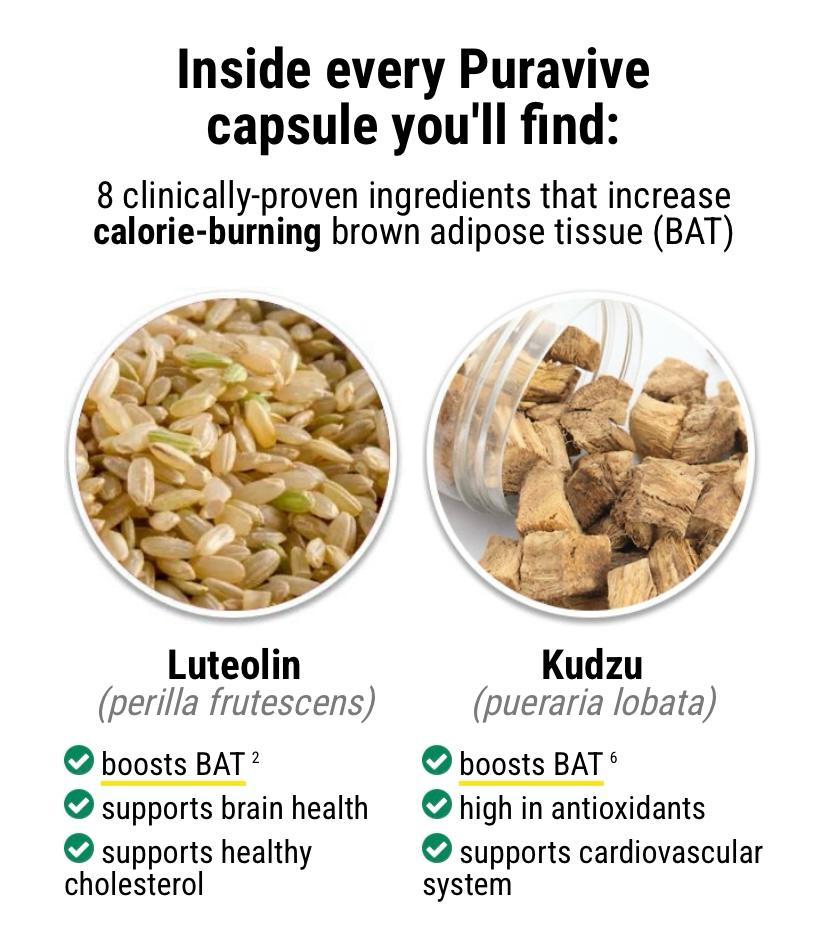 Inside every Puravive
capsule you'll find:
8 clinically-proven ingredients that increase
calorie-burning brown adipose tissue (BAT)
Luteolin
(perilla frutescens)
boosts BAT 2
supports brain health
supports healthy
cholesterol
Kudzu
(pueraria lobata)
boosts BAT 6
high in antioxidants
supports cardiovascular
system